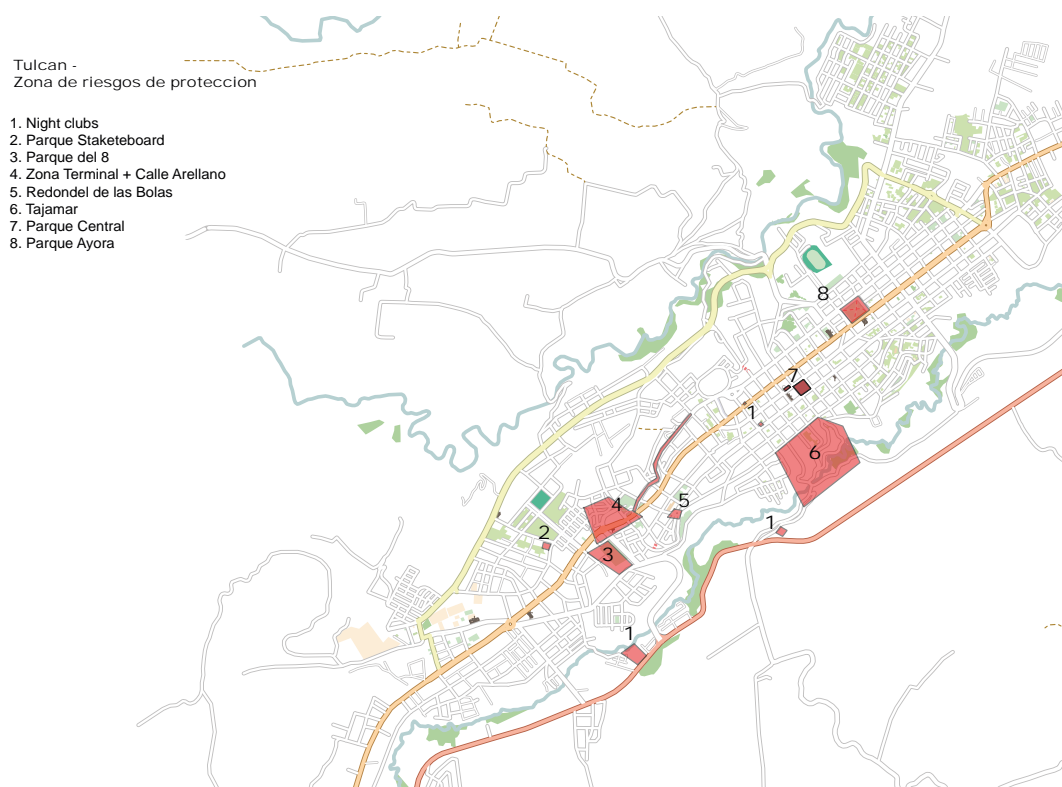 Tulcan -
Zona de riesgos de proteccion
1. Night clubs
2. Parque Staketeboard
3. Parque del 8
4. Zona Terminal + Calle Arellano
5. Redondel de las Bolas
6. Tajamar
7. Parque Central
8. Parque Ayora
8
7
1
6
4
5
1
2
3
1